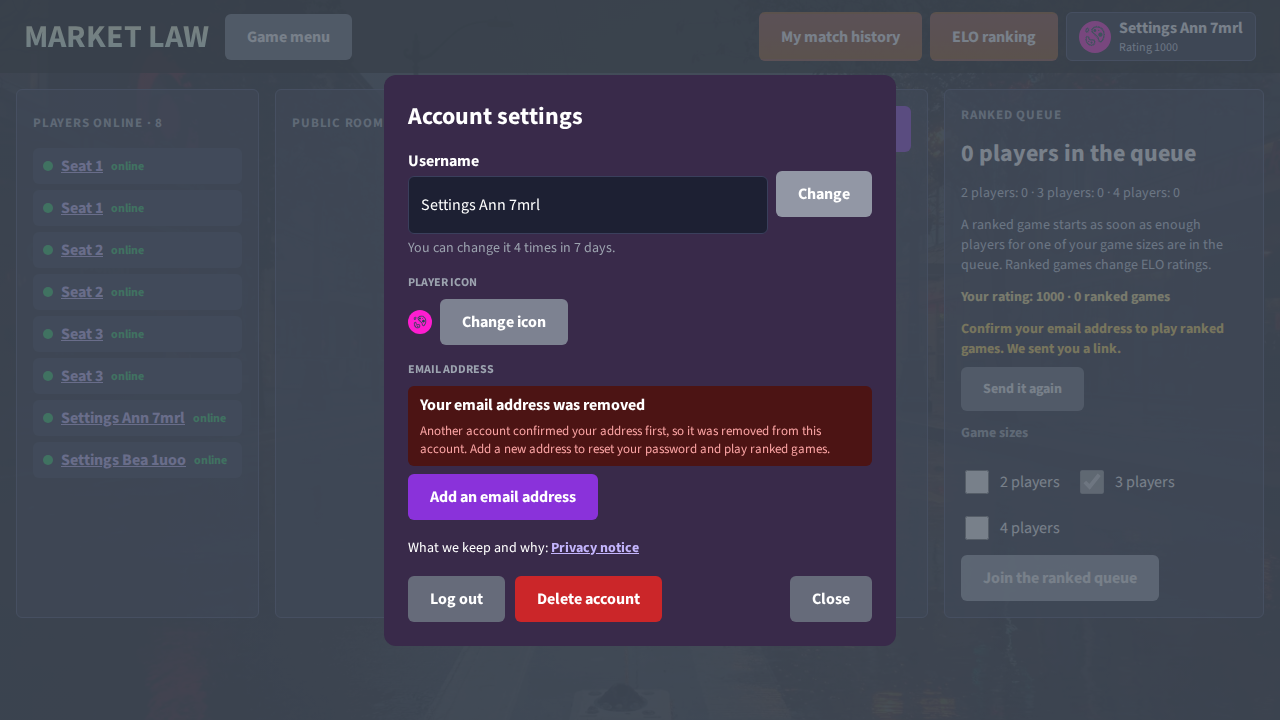 MARKET LAW
Game menu
My match history
ELO ranking
Settings Ann 7mrl
Rating 1000
PLAYERS ONLINE · 8
Seat 1 online
Seat 1 online
Seat 2 online
Seat 2 online
Seat 3 online
Seat 3 online
Settings Ann 7mrl online
Settings Bea 1uoo online
PUBLIC ROOM
Account settings
Username
Settings Ann 7mrl
Change
You can change it 4 times in 7 days.
PLAYER ICON
Change icon
EMAIL ADDRESS
Your email address was removed
Another account confirmed your address first, so it was removed from this
account. Add a new address to reset your password and play ranked games.
Add an email address
What we keep and why: Privacy notice
Log out
Delete account
Close
RANKED QUEUE
0 players in the queue
2 players: 0 · 3 players: 0 · 4 players: 0
A ranked game starts as soon as enough
players for one of your game sizes are in the
queue. Ranked games change ELO ratings.
Your rating: 1000 · 0 ranked games
Confirm your email address to play ranked
games. We sent you a link.
Send it again
Game sizes
2 players
3 players
4 players
Join the ranked queue